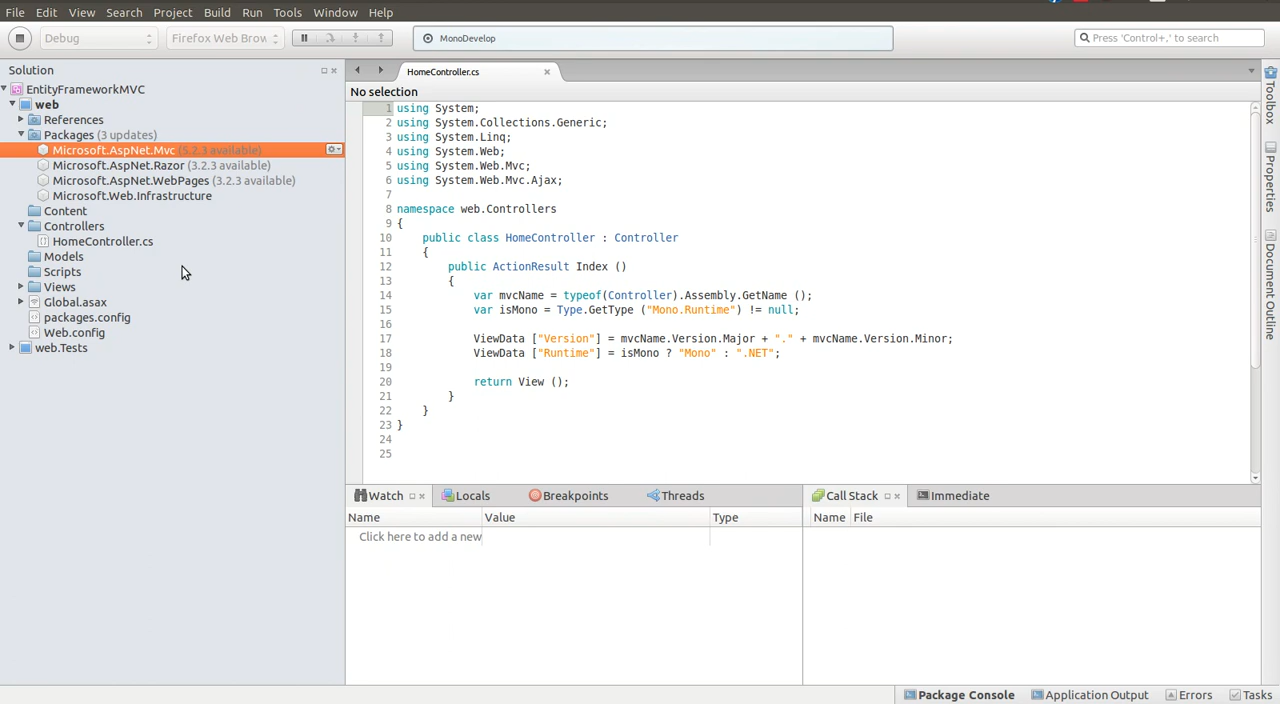 File Edit View Search Project Build Run Tools Window Help
Debug Firefox Web Brow MonoDevelop Press 'Control+,' to search
Solution
EntityFrameworkMVC
web
References
Packages (3 updates)
Microsoft.AspNet.Mvc (5.2.3 available)
Microsoft.AspNet.Razor (3.2.3 available)
Microsoft.AspNet.WebPages (3.2.3 available)
Microsoft.Web.Infrastructure
Content
Controllers
HomeController.cs
Models
Scripts
Views
Global.asax
packages.config
Web.config
web.Tests
HomeController.cs
No selection
1 using System;
2 using System.Collections.Generic;
3 using System.Linq;
4 using System.Web;
5 using System.Web.Mvc;
6 using System.Web.Mvc.Ajax;
7
8 namespace web.Controllers
9 {
10 public class HomeController : Controller
11 {
12 public ActionResult Index ()
13 {
14 var mvcName = typeof(Controller).Assembly.GetName ();
15 var isMono = Type.GetType ("Mono.Runtime") != null;
16
17 ViewData ["Version"] = mvcName.Version.Major + "." + mvcName.Version.Minor;
18 ViewData ["Runtime"] = isMono ? "Mono" : ".NET";
19
20 return View ();
21 }
22 }
23 }
24
25
Toolbox
Properties
Document Outline
Watch Locals Breakpoints Threads
Name Value Type
Click here to add a new
Call Stack Immediate
Name File
Package Console Application Output Errors Tasks